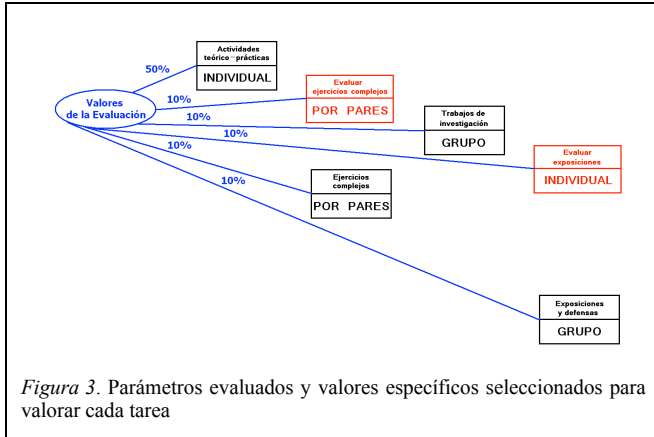 Actividades
teórico-prácticas
INDIVIDUAL
50%
Evaluar
ejercicios complejos
POR PARES
10%
Valores
de la Evaluación
Trabajos de
investigación
GRUPO
10%
Evaluar
exposiciones
INDIVIDUAL
10%
Ejercicios
complejos
POR PARES
10%
Exposiciones
y defensas
GRUPO
10%
Figura 3. Parámetros evaluados y valores específicos seleccionados para
valorar cada tarea